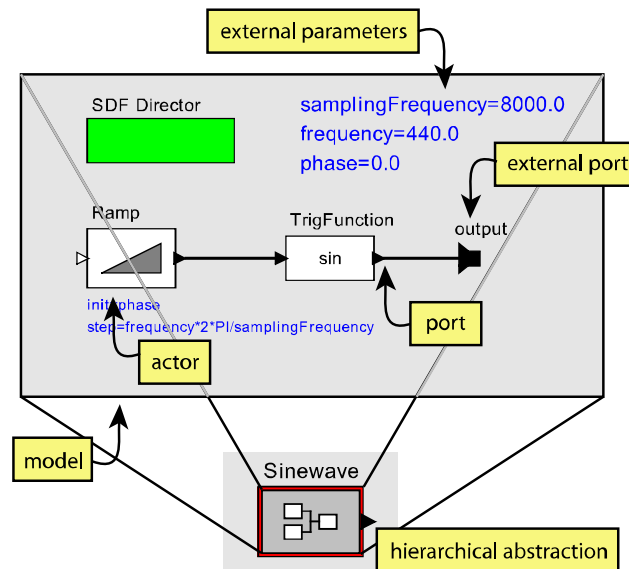 external parameters
SDF Director
samplingFrequency=8000.0
frequency=440.0
phase=0.0
external port
Ramp
TrigFunction
output
sin
init=phase
step=frequency*2*PI/samplingFrequency
port
actor
model
Sinewave
hierarchical abstraction